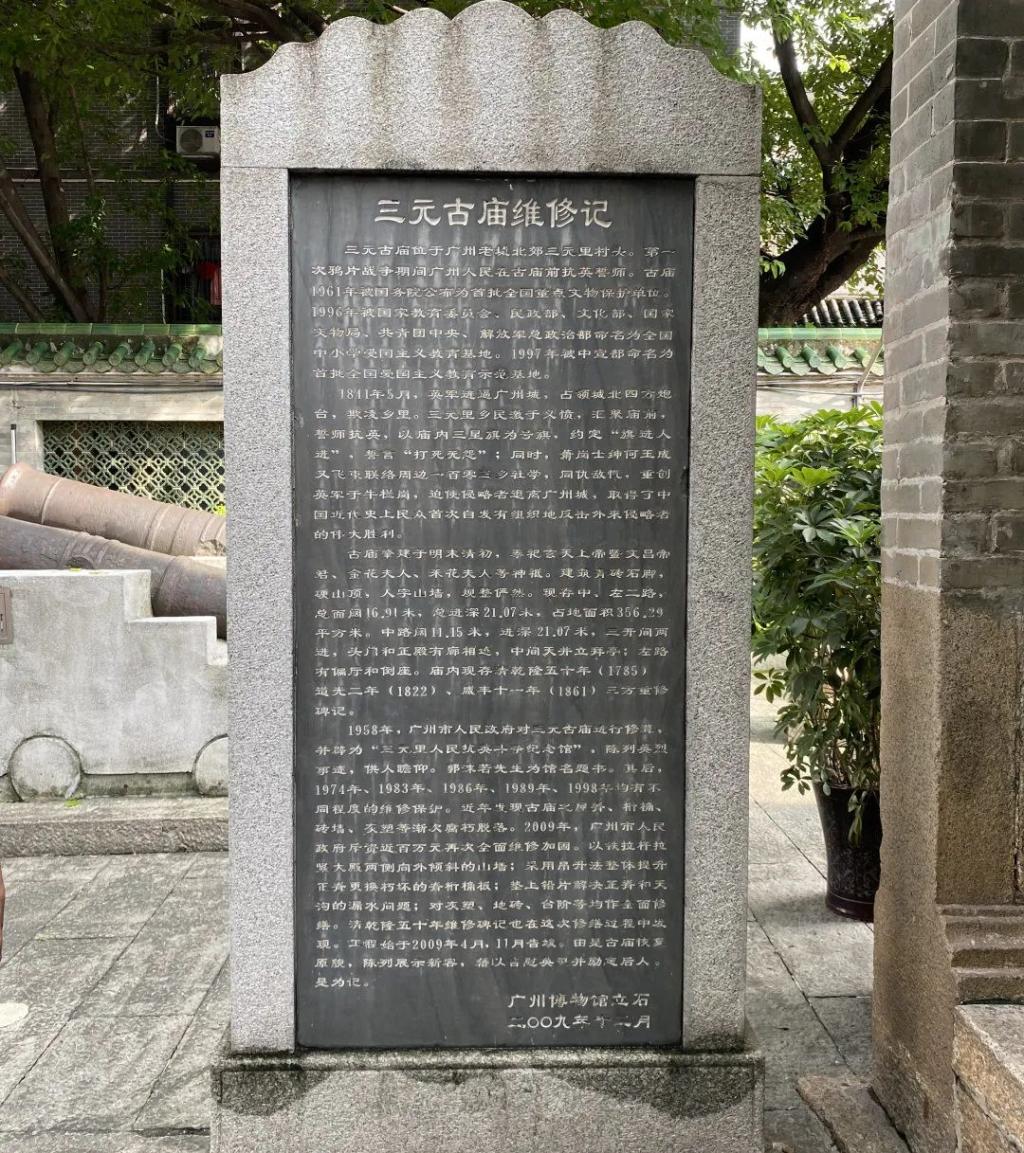 三元古庙维修记
三元古庙位于广州老城北郊三元里村头。第一
次鸦片战争期间广州人民在古庙前抗英誓师。古庙
1961年被国务院公布为首批全国重点文物保护单位。
1996年被国家教育委员会、民政部、文化部、国家
文物局、共青团中央、解放军总政治部命名为全国
中小学爱国主义教育基地。1997年被中宣部命名为
首批全国爱国主义教育示范基地。
1841年5月，英军进逼广州城，占领城北四方炮
台，欺凌乡里。三元里乡民激于义愤，汇聚庙前，
誓师抗英，以庙内三星旗为号旗，约定“旗进人
进”、誓言“打死无怨”；同时，萧岗士绅何玉成
又飞柬联络周边一百零三乡社学，同仇敌忾，重创
英军于牛栏岗，迫使侵略者退离广州城，取得了中
国近代史上民众首次自发有组织地反击外来侵略者
的伟大胜利。
古庙肇建于明末清初，奉祀玄天上帝暨文昌帝
君、金花夫人、禾花夫人等神祗。建筑青砖石脚，
硬山顶，人字山墙，规整俨然。现存中、左二路，
总面阔16.91米，总进深21.07米，占地面积356.29
平方米。中路阔11.15米，进深21.07米，三开间两
进，头门和正殿有廊相连，中间天井立拜亭；左路
有偏厅和倒座。庙内现存清乾隆五十年（1785）
道光二年（1822）、咸丰十一年（1861）三方重修
碑记。
1958年，广州市人民政府对三元古庙进行修葺，
并辟为“三元里人民抗英斗争纪念馆”，陈列英烈
事迹，供人瞻仰。郭沫若先生为馆名题书。其后，
1974年、1983年、1986年、1989年、1998年均有不
同程度的维修保护。近年发现古庙之屋脊、桁桷、
砖墙、灰塑等渐次腐朽脱落。2009年，广州市人民
政府斥资近百万元再次全面维修加固。以铁拉杆拉
紧大殿两侧向外倾斜的山墙；采用吊升法整体提升
正脊更换朽坏的脊桁桷板；垫上铅片解决正脊和天
沟的漏水问题；对灰塑、地砖、台阶等均作全面修
缮。清乾隆五十年维修碑记也在这次修缮过程中发
现。工程始于2009年4月，11月告竣。由是古庙恢复
原貌，陈列展示新容，藉以告慰英烈并励志后人。
是为记。
广州博物馆立石
二〇〇九年十二月